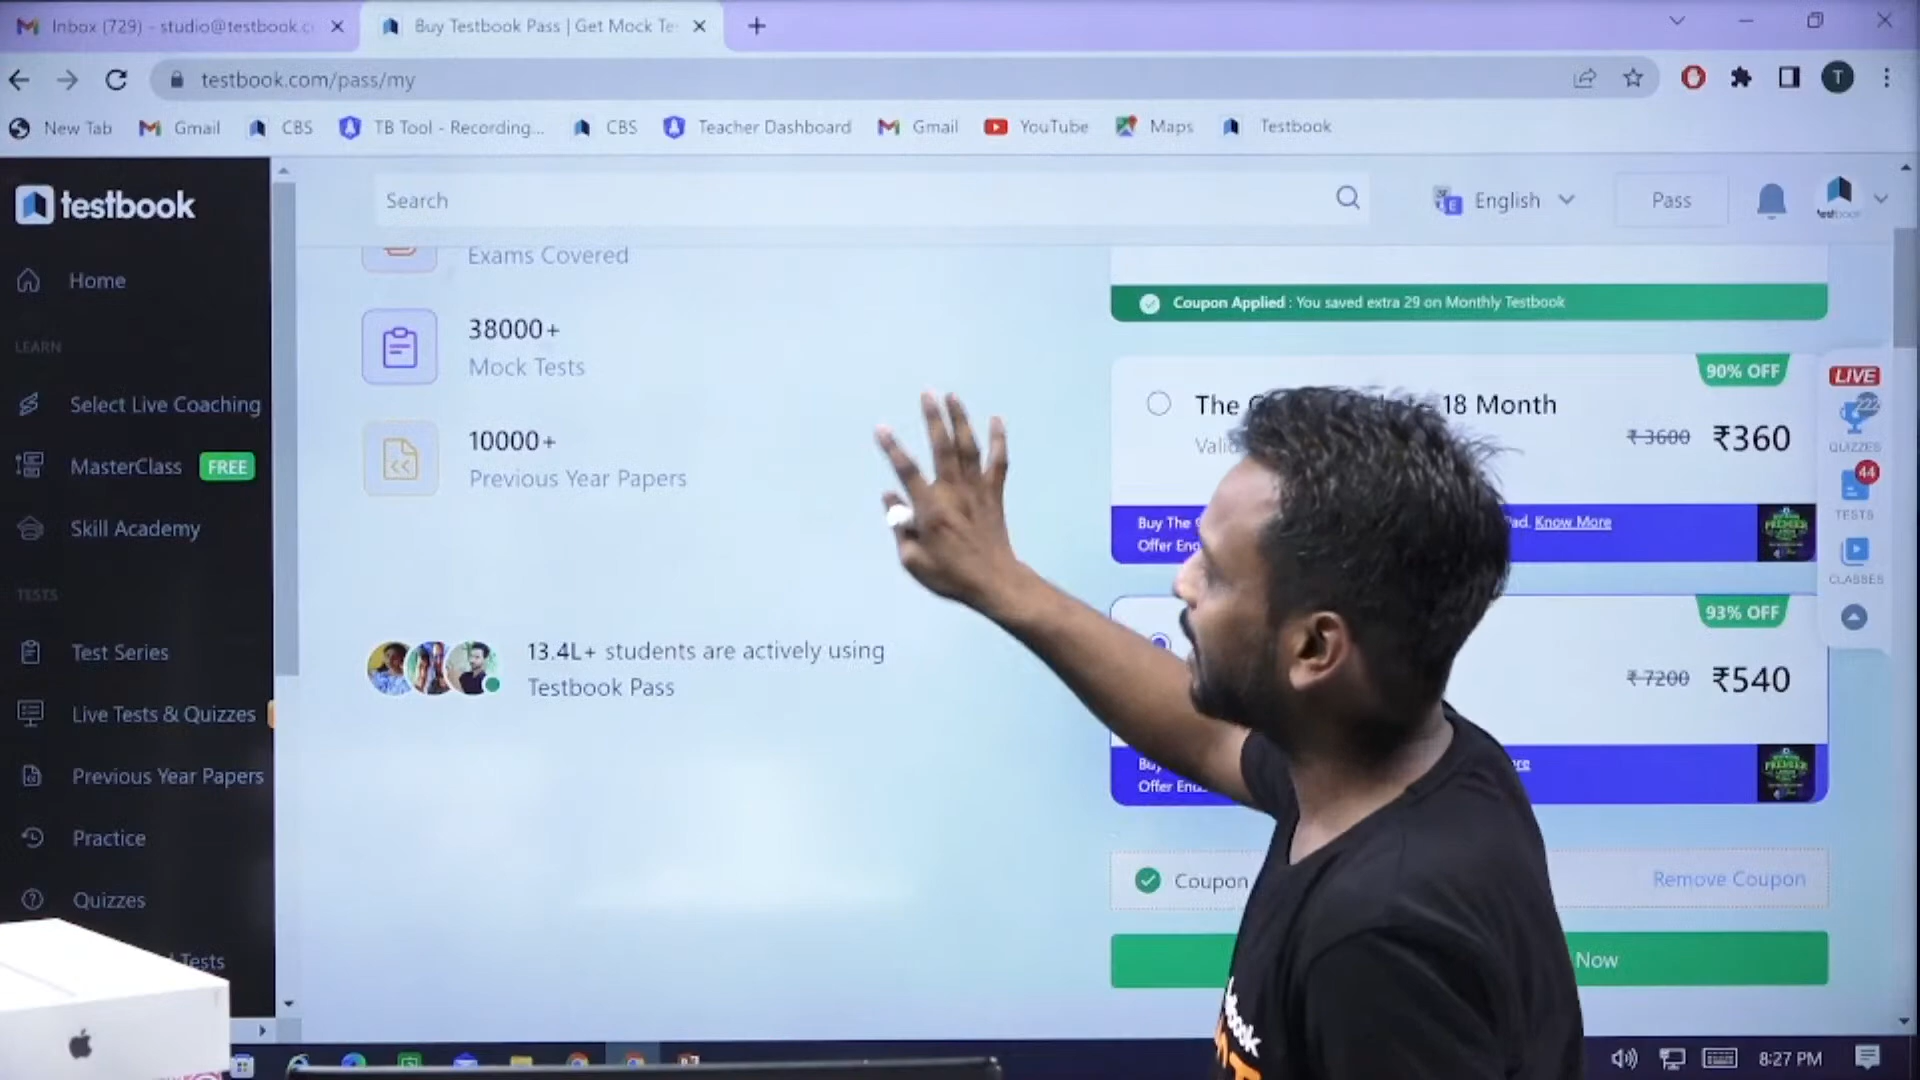 Inbox (729) - studio@testbook.c
Buy Testbook Pass | Get Mock Te
testbook.com/pass/my
T
New Tab
Gmail
CBS
TB Tool - Recording...
CBS
Teacher Dashboard
Gmail
YouTube
Maps
Testbook
testbook
Search
English
Pass
testbook
Home
LEARN
Select Live Coaching
MasterClass FREE
Skill Academy
TESTS
Test Series
Live Tests & Quizzes
Previous Year Papers
Practice
Quizzes
Tests
Exams Covered
38000+
Mock Tests
10000+
Previous Year Papers
13.4L+ students are actively using
Testbook Pass
Coupon Applied : You saved extra 29 on Monthly Testbook
90% OFF
The 18 Month
₹ 3600 ₹360
Buy The Know More
Offer
PREMIER
93% OFF
₹ 7200 ₹540
Offer
PREMIER
Coupon
Remove Coupon
Now
LIVE
222
QUIZZES
44
TESTS
CLASSES
8:27 PM